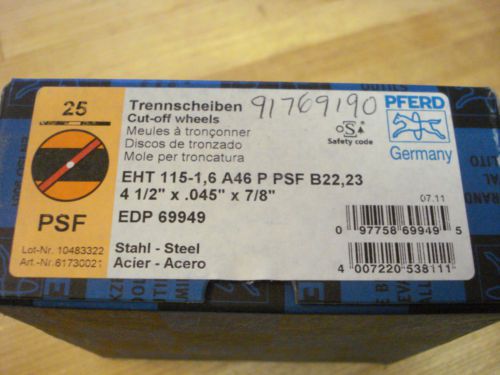 25
PSF
Lot-Nr. 10483322
Art.-Nr. 61730021
Trennscheiben
Cut-off wheels
Meules à tronçonner
Discos de tronzado
Mole per troncatura
91769190
oSa
Safety code
PFERD
Germany
EHT 115-1,6 A46 P PSF B22,23
4 1/2" x .045" x 7/8"
EDP 69949
Stahl - Steel
Acier - Acero
07.11
0 97758 69949 5
4 007220 538111